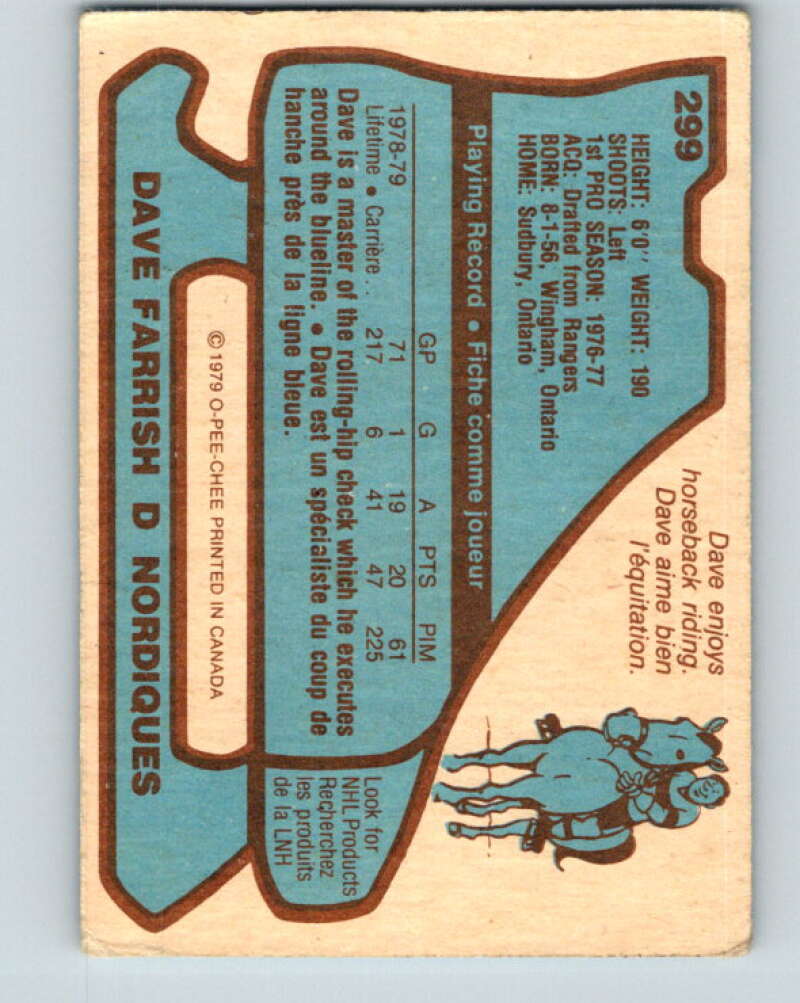 299
HEIGHT: 6'0" WEIGHT: 190
SHOOTS: Left
1st PRO SEASON: 1976-77
ACQ: Drafted from Rangers
BORN: 8-1-56, Wingham, Ontario
HOME: Sudbury, Ontario
Dave enjoys
horseback riding.
Dave aime bien
l'équitation.
Playing Record • Fiche comme joueur
GP G A PTS PIM
1978-79 71 1 19 20 61
Lifetime • Carrière . . 217 6 41 47 225
Dave is a master of the rolling-hip check which he executes
around the blueline. • Dave est un spécialiste du coup de
hanche près de la ligne bleue.
Look for
NHL Products
Recherchez
les produits
de la LNH
© 1979 O-PEE-CHEE PRINTED IN CANADA
DAVE FARRISH D NORDIQUES